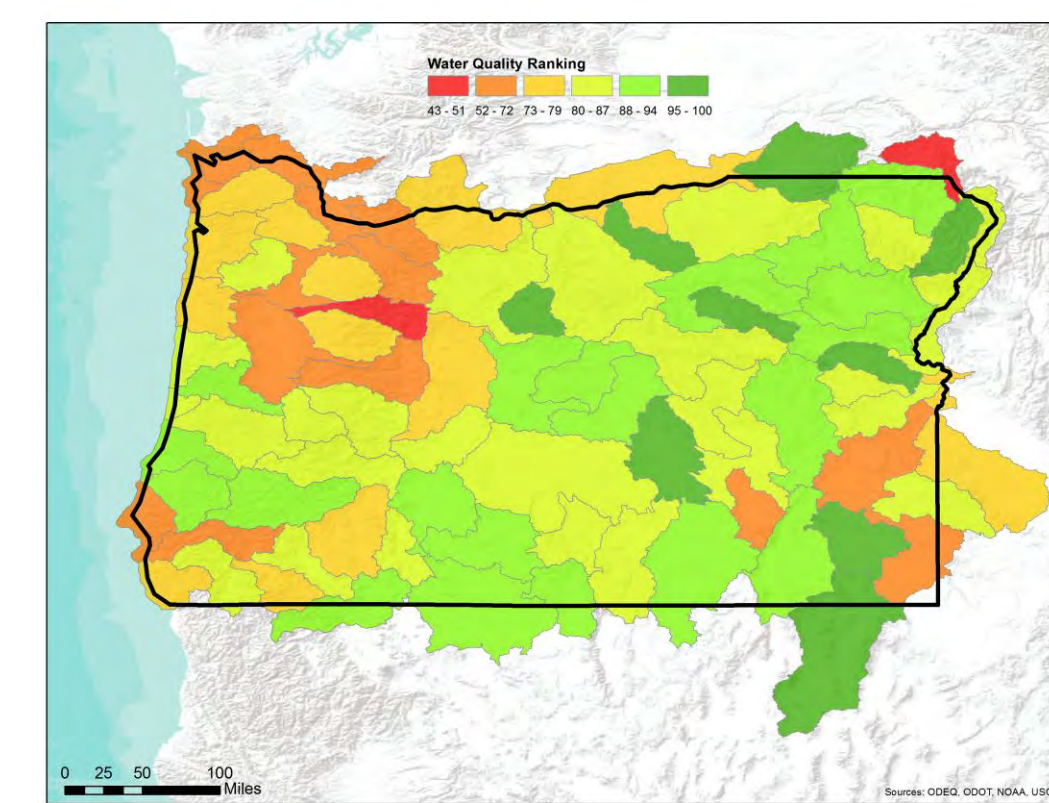 Water Quality Ranking
43 - 51 52 - 72 73 - 79 80 - 87 88 - 94 95 - 100
0 25 50 100
Miles
Sources: ODEQ, ODOT, NOAA, USG